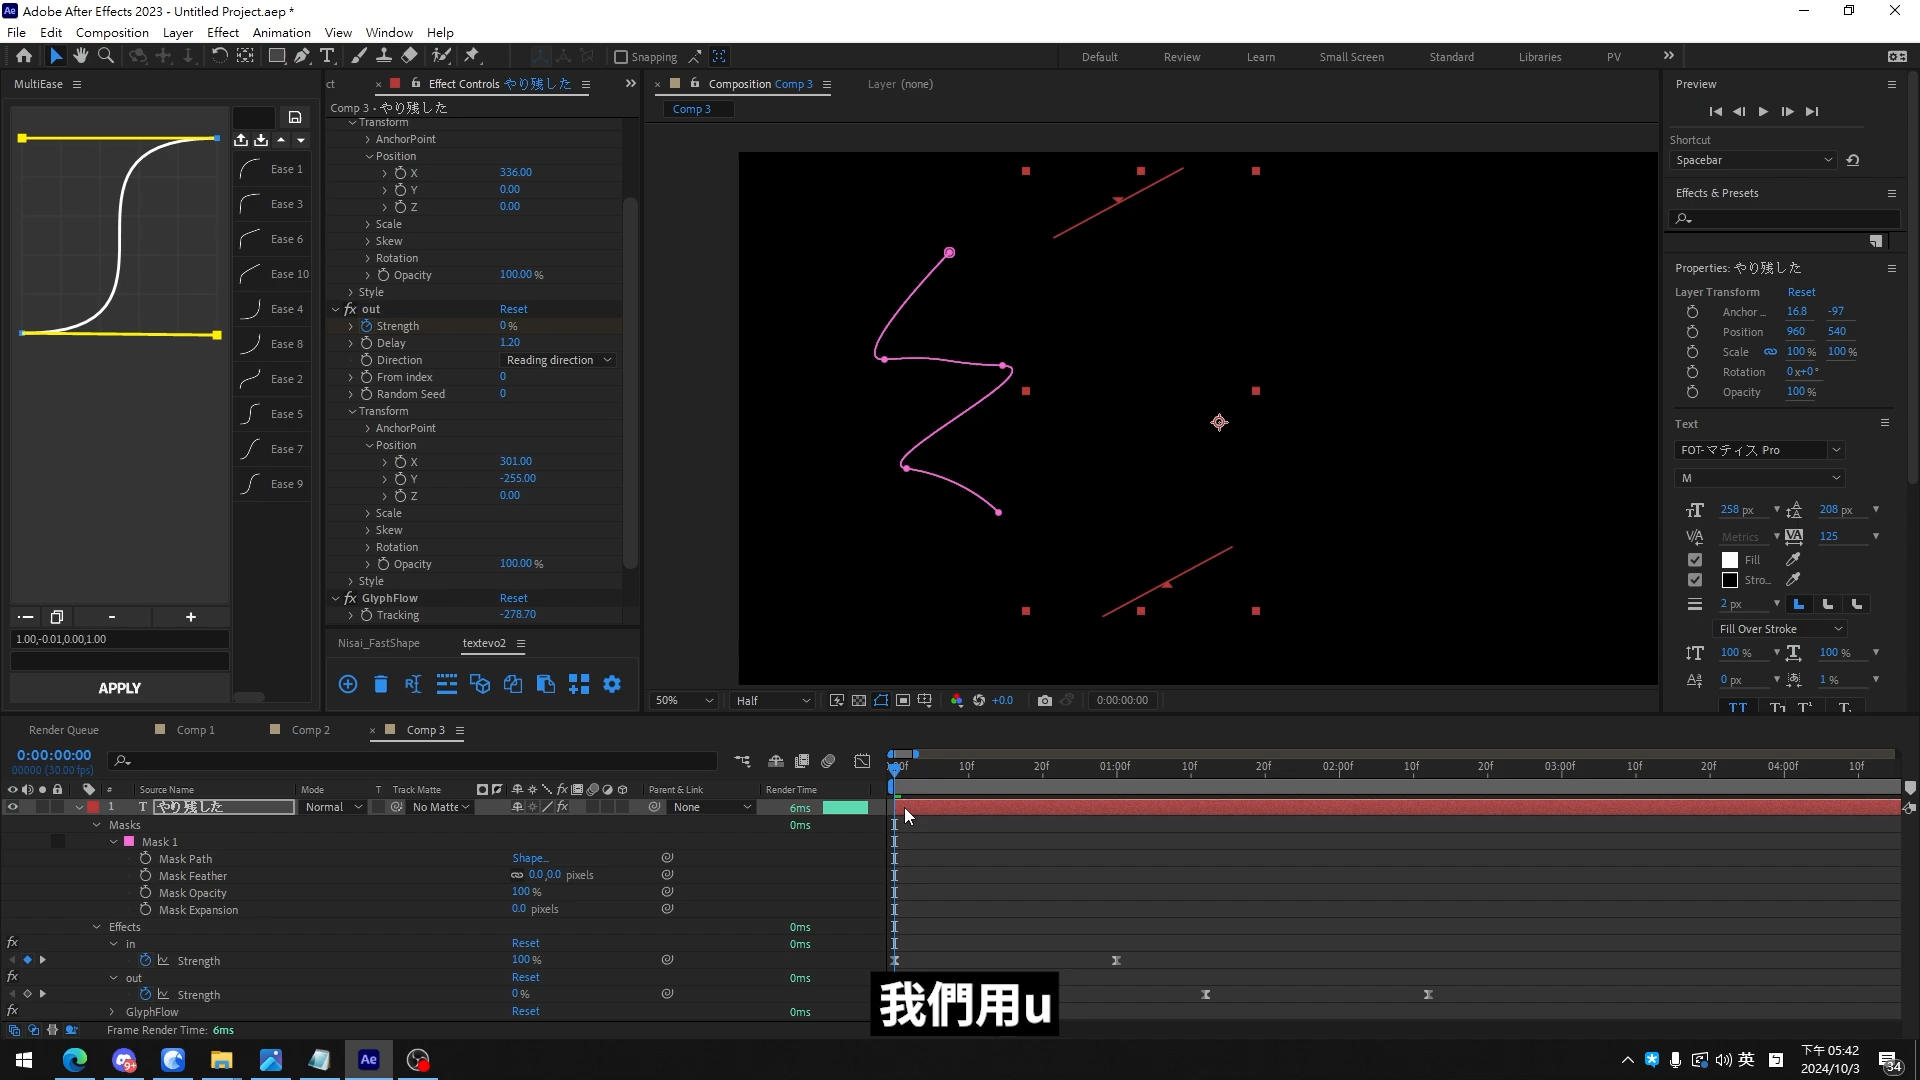 Adobe After Effects 2023 - Untitled Project.aep *
File Edit Composition Layer Effect Animation View Window Help
Snapping
Default Review Learn Small Screen Standard Libraries PV
MultiEase
Ease 1
Ease 3
Ease 6
Ease 10
Ease 4
Ease 8
Ease 2
Ease 5
Ease 7
Ease 9
1.00,-0.01,0.00,1.00
APPLY
ct Effect Controls やり残した
Comp 3 • やり残した
Transform
AnchorPoint
Position
X 336.00
Y 0.00
Z 0.00
Scale
Skew
Rotation
Opacity 100.00 %
Style
fx out Reset
Strength 0 %
Delay 1.20
Direction Reading direction
From index 0
Random Seed 0
Transform
AnchorPoint
Position
X 301.00
Y -255.00
Z 0.00
Scale
Skew
Rotation
Opacity 100.00 %
Style
fx GlyphFlow Reset
Tracking -278.70
Nisai_FastShape textevo2
Composition Comp 3 Layer (none)
Comp 3
50% Half +0.0 0:00:00:00
Preview
Shortcut
Spacebar
Effects & Presets
Properties: やり残した
Layer Transform Reset
Anchor ... 16.8 -97
Position 960 540
Scale 100 % 100 %
Rotation 0 x+0 °
Opacity 100 %
Text
FOT-マティス Pro
M
258 px 208 px
Metrics 125
Fill
Stro...
2 px
Fill Over Stroke
100 % 100 %
0 px 1 %
Render Queue Comp 1 Comp 2 Comp 3
0:00:00:00
00000 (30.00 fps)
10f 20f 01:00f 10f 20f 02:00f 10f 20f 03:00f 10f 20f 04:00f 10f
# Source Name Mode T Track Matte Parent & Link Render Time
1 T やり残した Normal No Matte None 6ms
Masks 0ms
Mask 1
Mask Path Shape...
Mask Feather 0.0,0.0 pixels
Mask Opacity 100 %
Mask Expansion 0.0 pixels
Effects 0ms
fx in Reset 0ms
Strength 100 %
fx out Reset 0ms
Strength 0 %
fx GlyphFlow Reset 0ms
Frame Render Time: 6ms
我們用u
9+ Ae 英 下午 05:42
2024/10/3 34